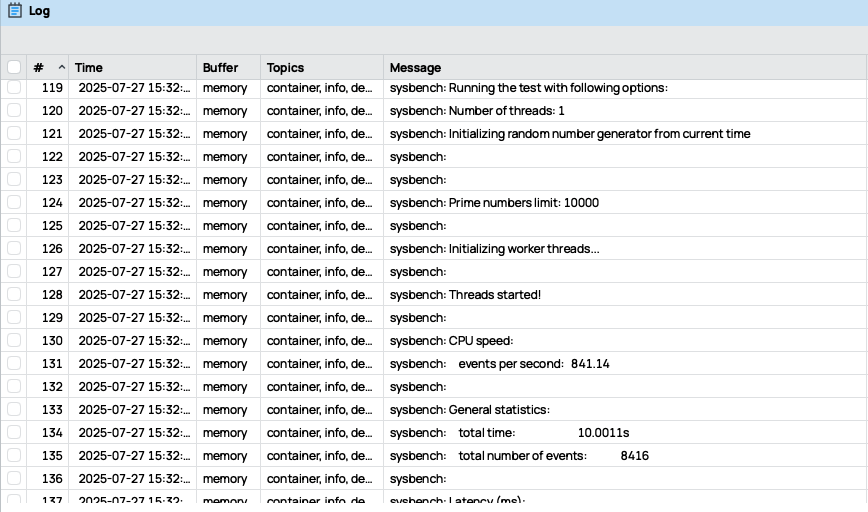 Log
# Time Buffer Topics Message
119 2025-07-27 15:32:... memory container, info, de... sysbench: Running the test with following options:
120 2025-07-27 15:32:... memory container, info, de... sysbench: Number of threads: 1
121 2025-07-27 15:32:... memory container, info, de... sysbench: Initializing random number generator from current time
122 2025-07-27 15:32:... memory container, info, de... sysbench:
123 2025-07-27 15:32:... memory container, info, de... sysbench:
124 2025-07-27 15:32:... memory container, info, de... sysbench: Prime numbers limit: 10000
125 2025-07-27 15:32:... memory container, info, de... sysbench:
126 2025-07-27 15:32:... memory container, info, de... sysbench: Initializing worker threads...
127 2025-07-27 15:32:... memory container, info, de... sysbench:
128 2025-07-27 15:32:... memory container, info, de... sysbench: Threads started!
129 2025-07-27 15:32:... memory container, info, de... sysbench:
130 2025-07-27 15:32:... memory container, info, de... sysbench: CPU speed:
131 2025-07-27 15:32:... memory container, info, de... sysbench: events per second: 841.14
132 2025-07-27 15:32:... memory container, info, de... sysbench:
133 2025-07-27 15:32:... memory container, info, de... sysbench: General statistics:
134 2025-07-27 15:32:... memory container, info, de... sysbench: total time: 10.0011s
135 2025-07-27 15:32:... memory container, info, de... sysbench: total number of events: 8416
136 2025-07-27 15:32:... memory container, info, de... sysbench:
137 2025-07-27 15:32:... memory container, info, de... sysbench: Latency (ms):